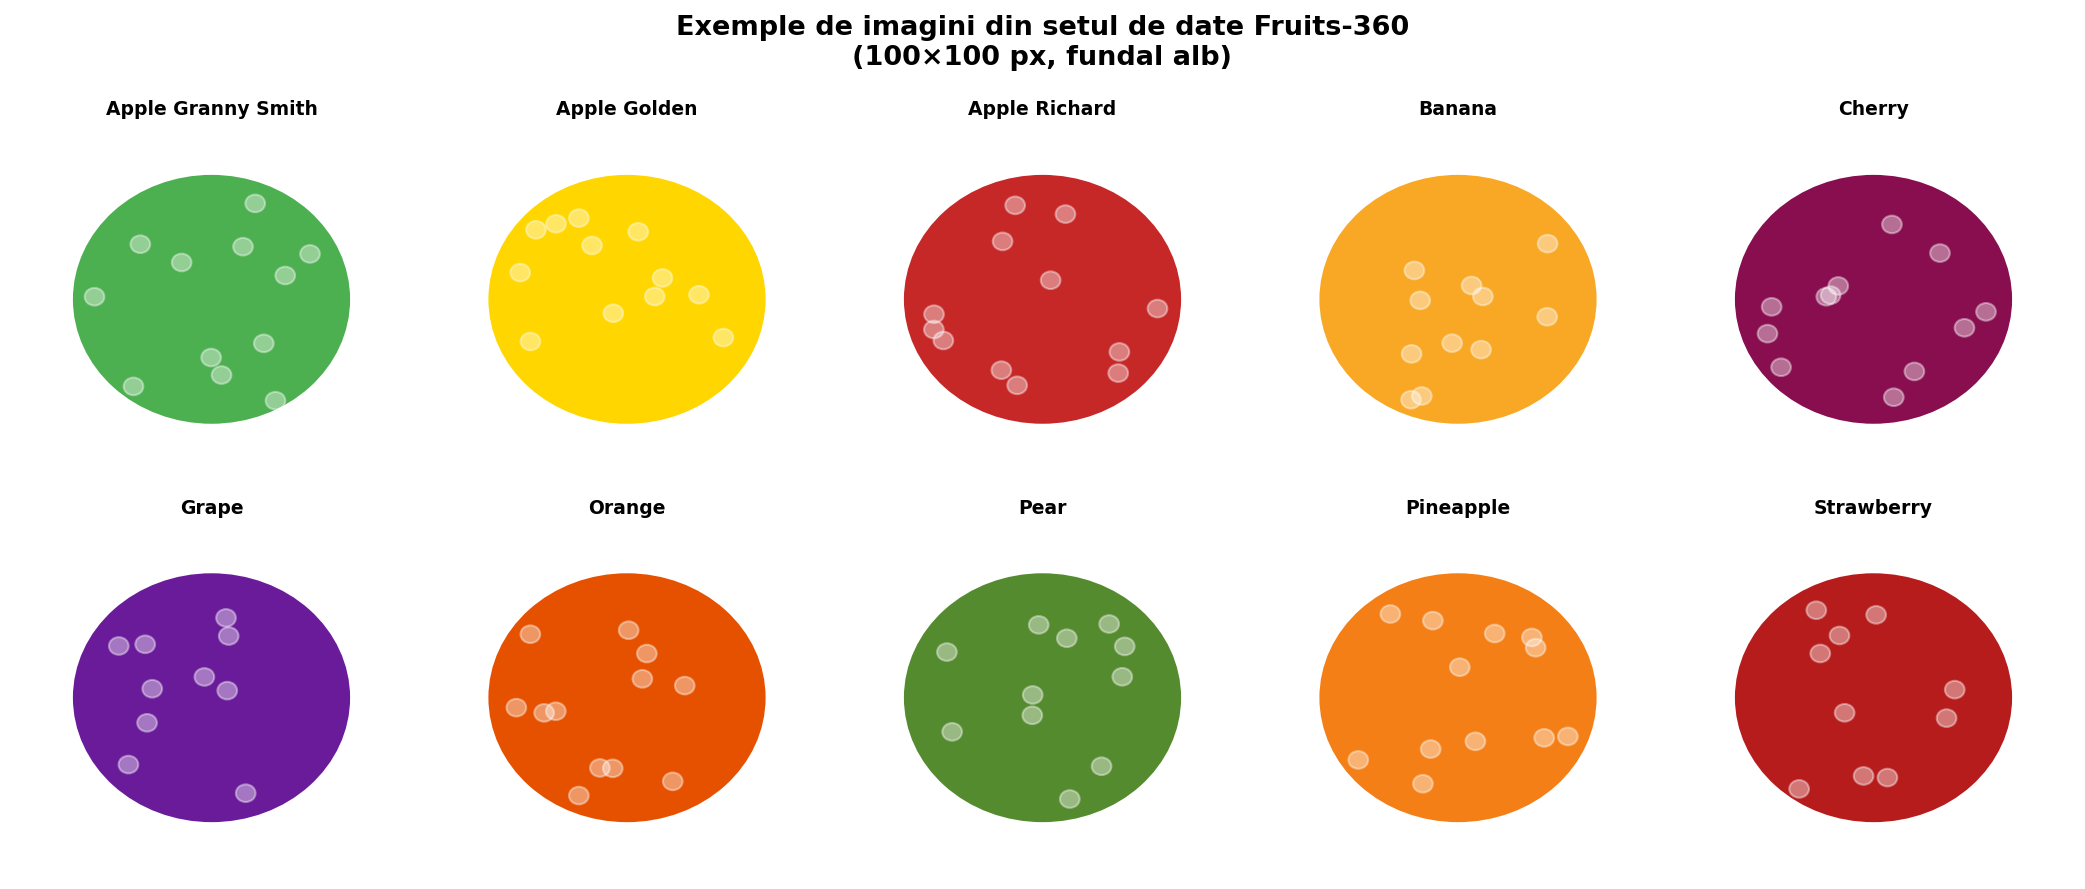 Exemple de imagini din setul de date Fruits-360
(100×100 px, fundal alb)
Apple Granny Smith
Apple Golden
Apple Richard
Banana
Cherry
Grape
Orange
Pear
Pineapple
Strawberry